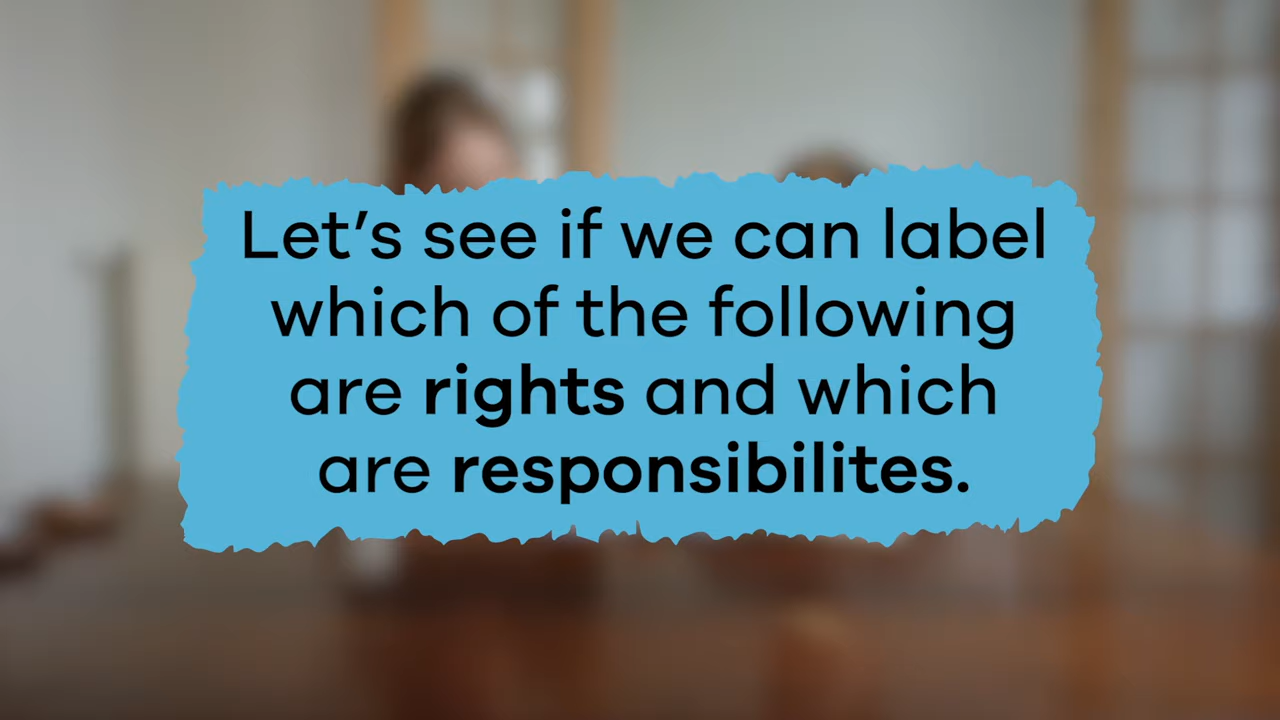 Let’s see if we can label
which of the following
are rights and which
are responsibilites.